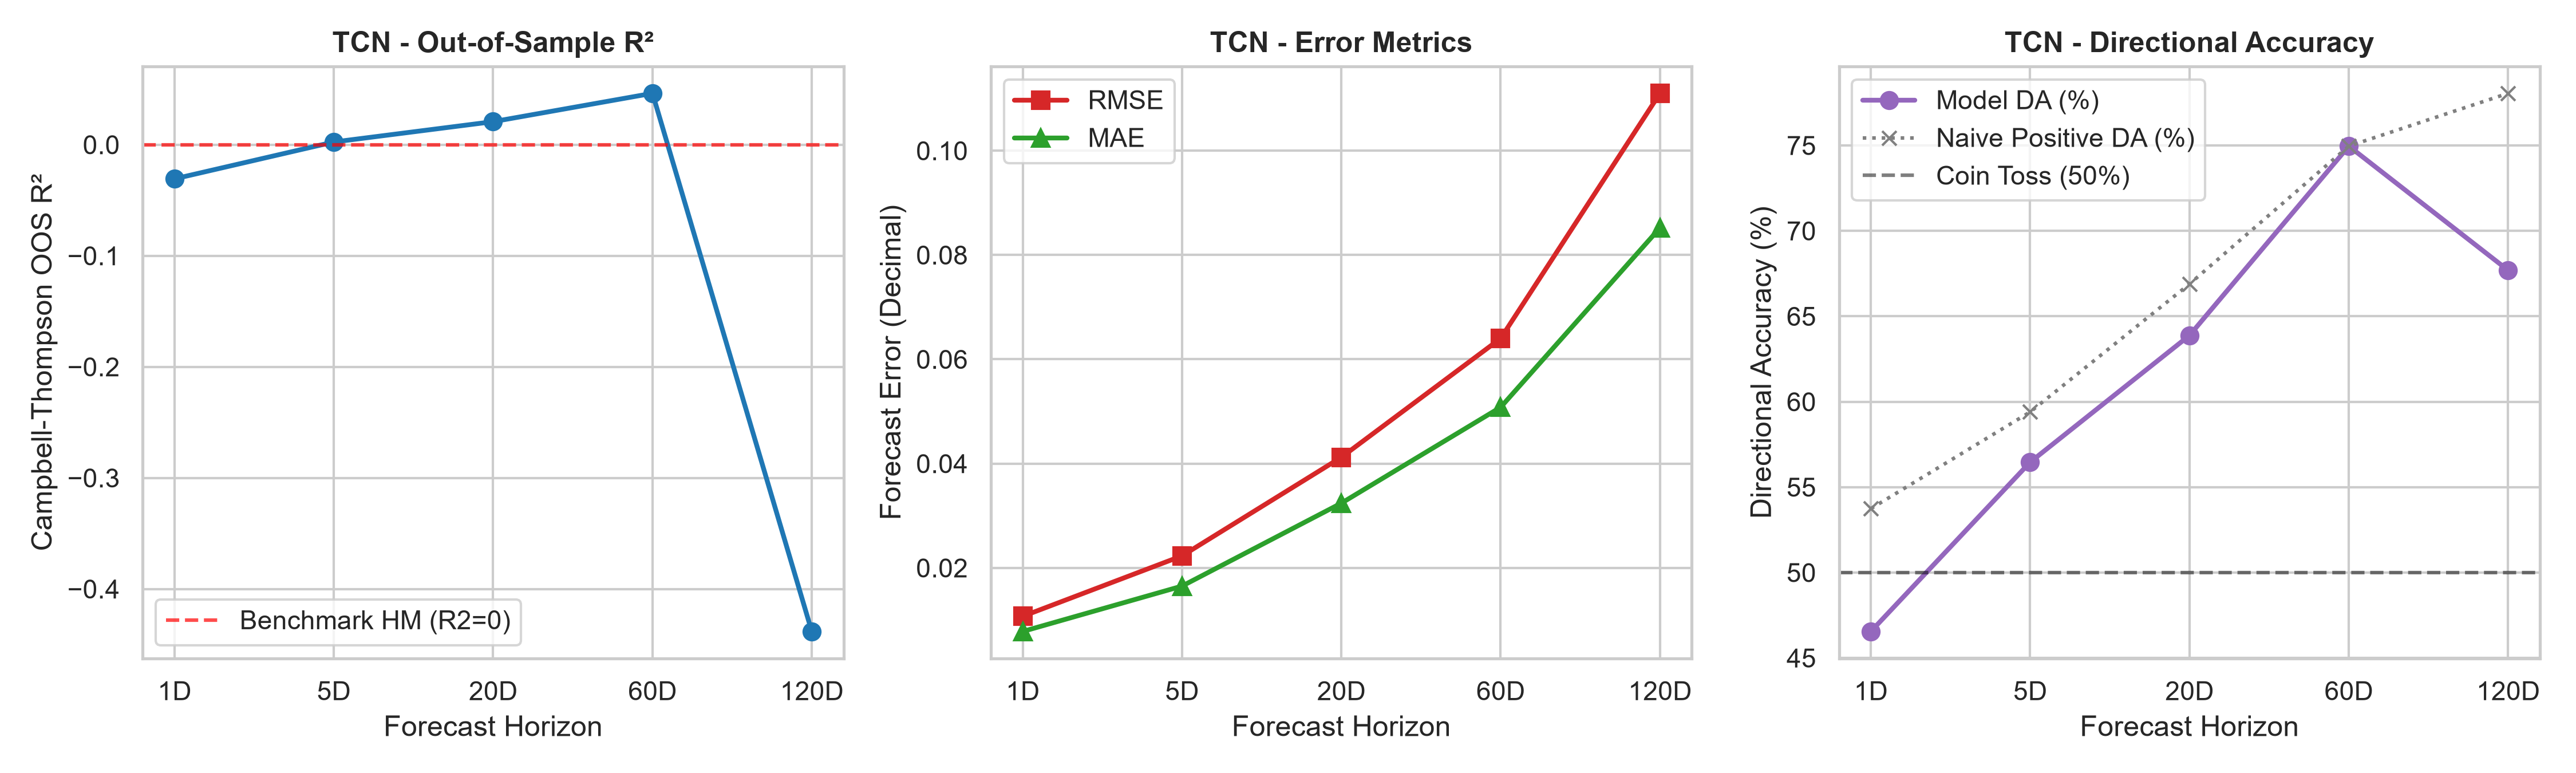 TCN - Out-of-Sample R²
Campbell-Thompson OOS R²
0.0
−0.1
−0.2
−0.3
−0.4
Benchmark HM (R2=0)
1D
5D
20D
60D
120D
Forecast Horizon
TCN - Error Metrics
RMSE
MAE
Forecast Error (Decimal)
0.10
0.08
0.06
0.04
0.02
1D
5D
20D
60D
120D
Forecast Horizon
TCN - Directional Accuracy
Model DA (%)
Naive Positive DA (%)
Coin Toss (50%)
Directional Accuracy (%)
75
70
65
60
55
50
45
1D
5D
20D
60D
120D
Forecast Horizon